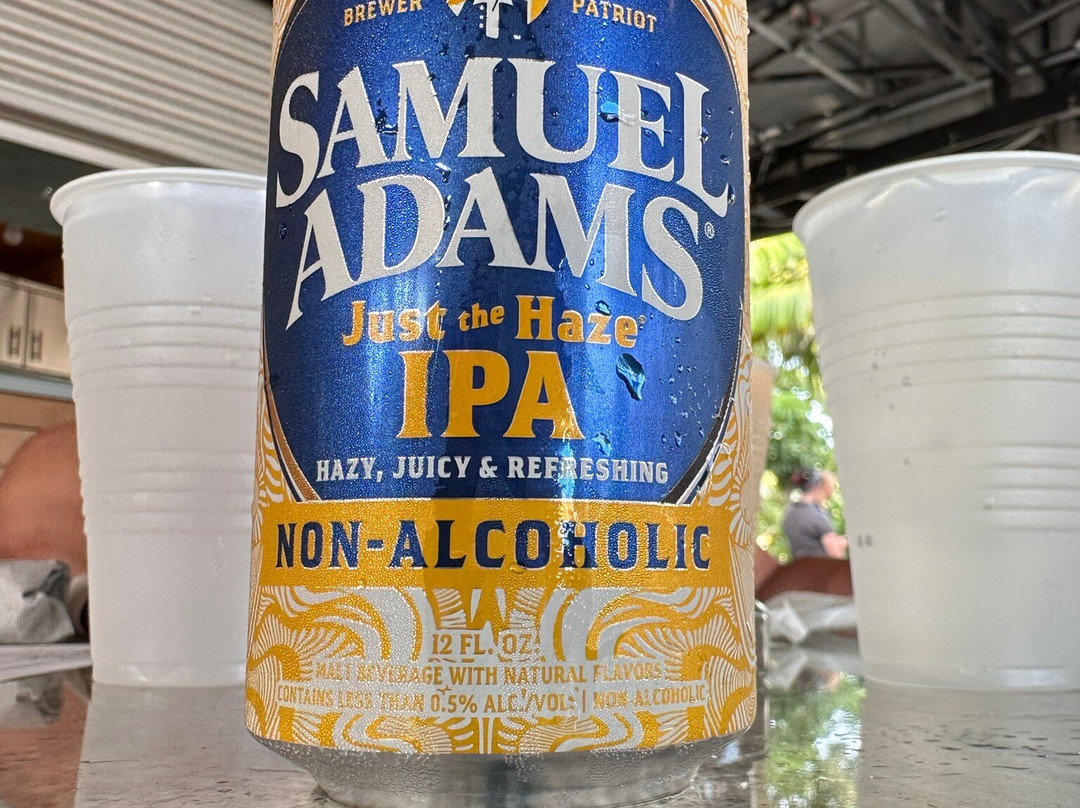 BREWER PATRIOT
SAMUEL
ADAMS®
Just the Haze®
IPA
HAZY, JUICY & REFRESHING
NON-ALCOHOLIC
12 FL. OZ.
MALT BEVERAGE WITH NATURAL FLAVORS
CONTAINS LESS THAN 0.5% ALC./VOL. | NON-ALCOHOLIC